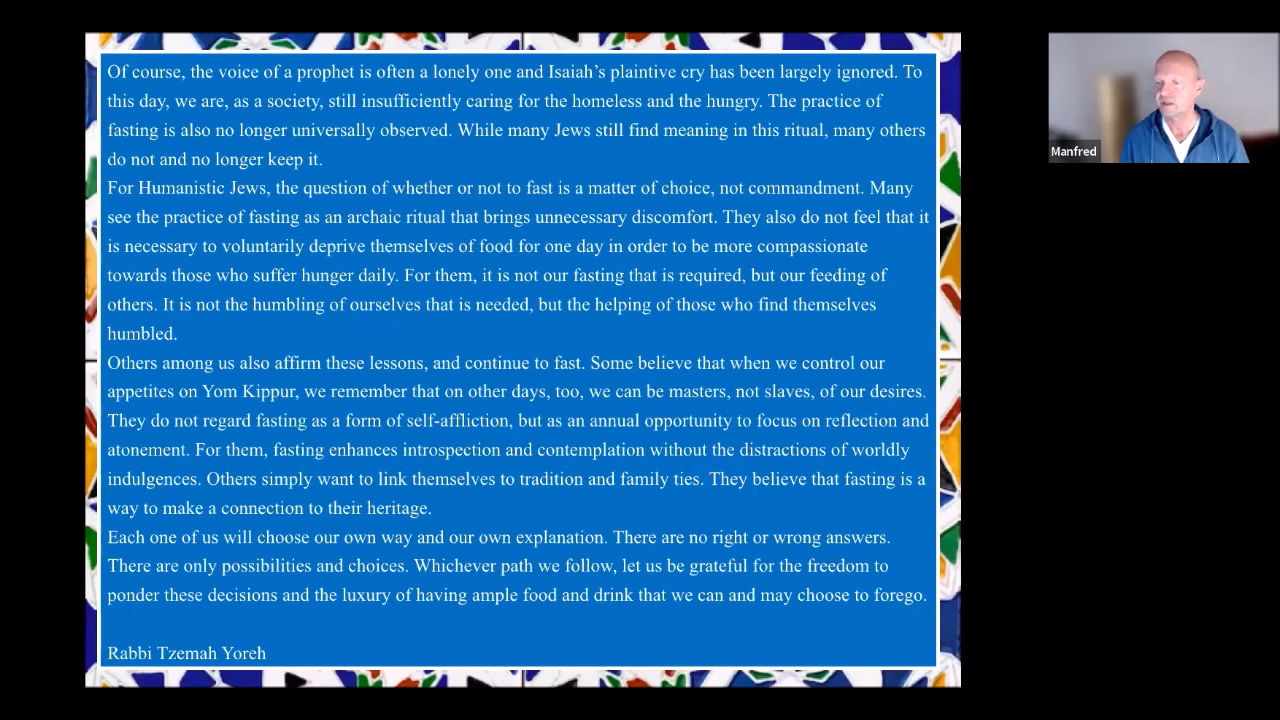 Of course, the voice of a prophet is often a lonely one and Isaiah’s plaintive cry has been largely ignored. To
this day, we are, as a society, still insufficiently caring for the homeless and the hungry. The practice of
fasting is also no longer universally observed. While many Jews still find meaning in this ritual, many others
do not and no longer keep it.
For Humanistic Jews, the question of whether or not to fast is a matter of choice, not commandment. Many
see the practice of fasting as an archaic ritual that brings unnecessary discomfort. They also do not feel that it
is necessary to voluntarily deprive themselves of food for one day in order to be more compassionate
towards those who suffer hunger daily. For them, it is not our fasting that is required, but our feeding of
others. It is not the humbling of ourselves that is needed, but the helping of those who find themselves
humbled.
Others among us also affirm these lessons, and continue to fast. Some believe that when we control our
appetites on Yom Kippur, we remember that on other days, too, we can be masters, not slaves, of our desires.
They do not regard fasting as a form of self-affliction, but as an annual opportunity to focus on reflection and
atonement. For them, fasting enhances introspection and contemplation without the distractions of worldly
indulgences. Others simply want to link themselves to tradition and family ties. They believe that fasting is a
way to make a connection to their heritage.
Each one of us will choose our own way and our own explanation. There are no right or wrong answers.
There are only possibilities and choices. Whichever path we follow, let us be grateful for the freedom to
ponder these decisions and the luxury of having ample food and drink that we can and may choose to forego.
Rabbi Tzemah Yoreh
Manfred